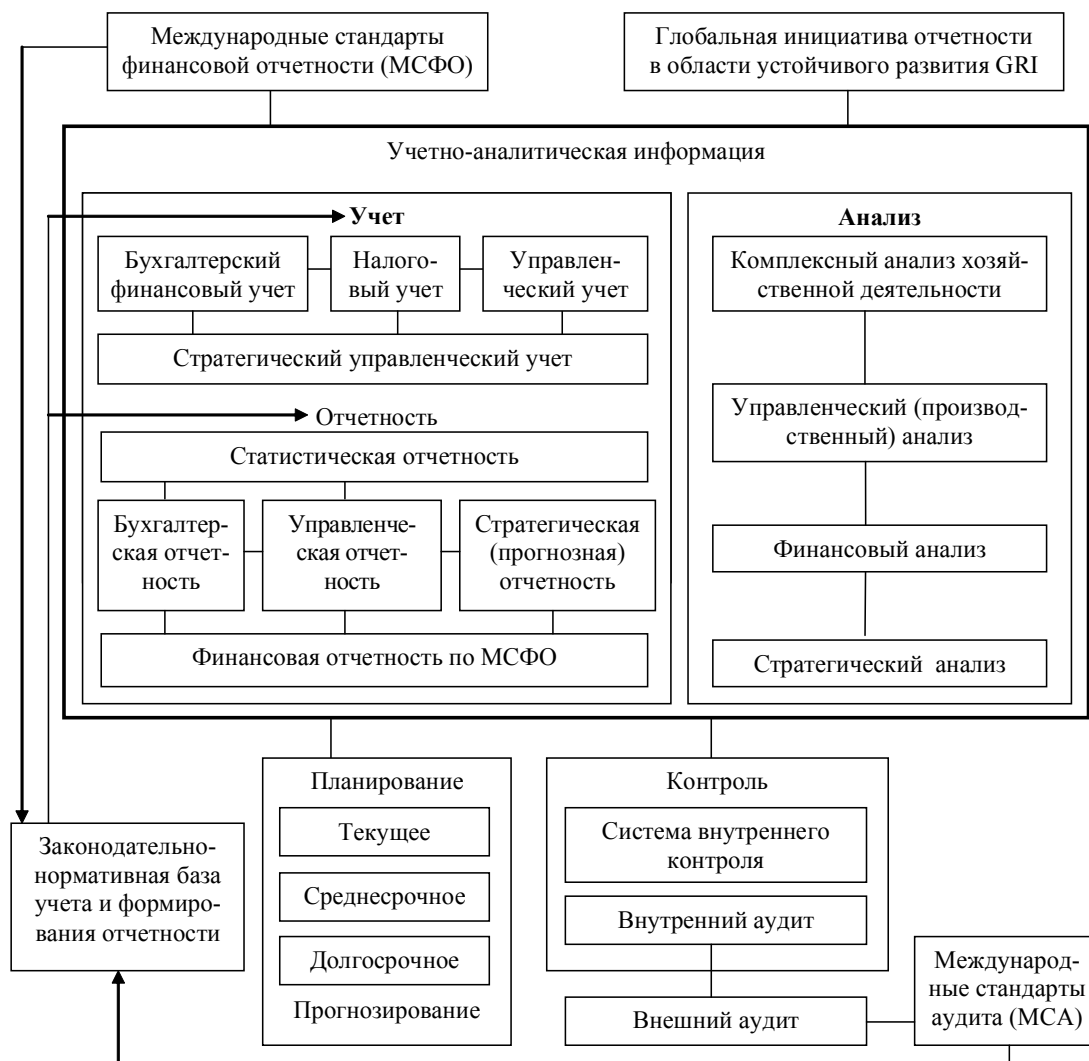 Международные стандарты
финансовой отчетности (МСФО)
Глобальная инициатива отчетности
в области устойчивого развития GRI
Учетно-аналитическая информация
Учет
Бухгалтерский
финансовый учет
Налого-
вый учет
Управлен-
ческий учет
Стратегический управленческий учет
Отчетность
Статистическая отчетность
Бухгалтер-
ская отчет-
ность
Управленче-
ская отчет-
ность
Стратегическая
(прогнозная)
отчетность
Финансовая отчетность по МСФО
Анализ
Комплексный анализ хозяй-
ственной деятельности
Управленческий (производ-
ственный) анализ
Финансовый анализ
Стратегический анализ
Законодательно-
нормативная база
учета и формиро-
вания отчетности
Планирование
Текущее
Среднесрочное
Долгосрочное
Прогнозирование
Контроль
Система внутреннего
контроля
Внутренний аудит
Внешний аудит
Международ-
ные стандарты
аудита (МСА)